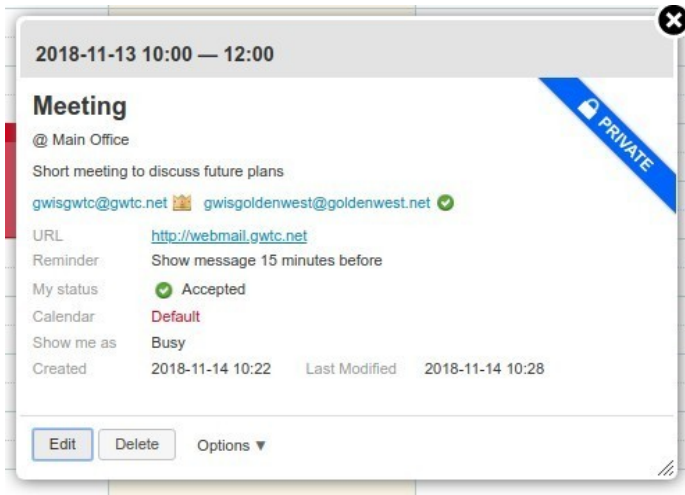 2018-11-13 10:00 — 12:00
PRIVATE
Meeting
@ Main Office
Short meeting to discuss future plans
gwisgwtc@gwtc.net gwisgoldenwest@goldenwest.net
URL http://webmail.gwtc.net
Reminder Show message 15 minutes before
My status Accepted
Calendar Default
Show me as Busy
Created 2018-11-14 10:22 Last Modified 2018-11-14 10:28
Edit Delete Options ▼